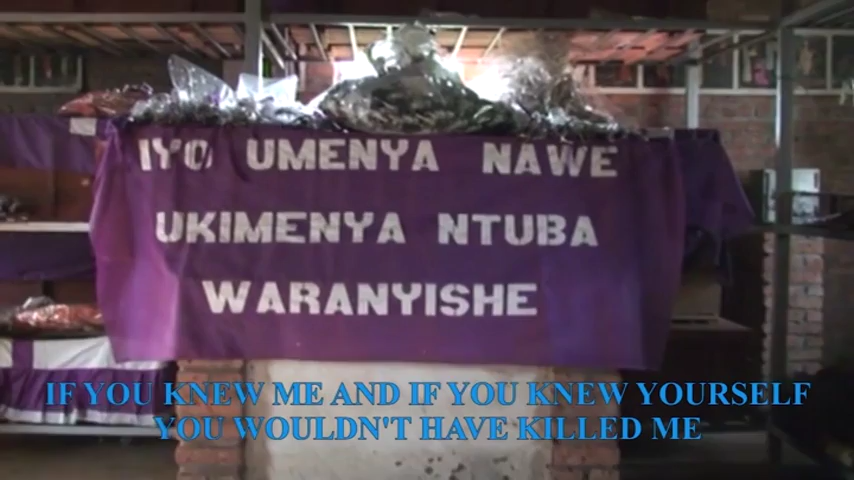 IYO UMENYA NAWE
UKIMENYA NTUBA
WARANYISHE
IF YOU KNEW ME AND IF YOU KNEW YOURSELF
YOU WOULDN'T HAVE KILLED ME